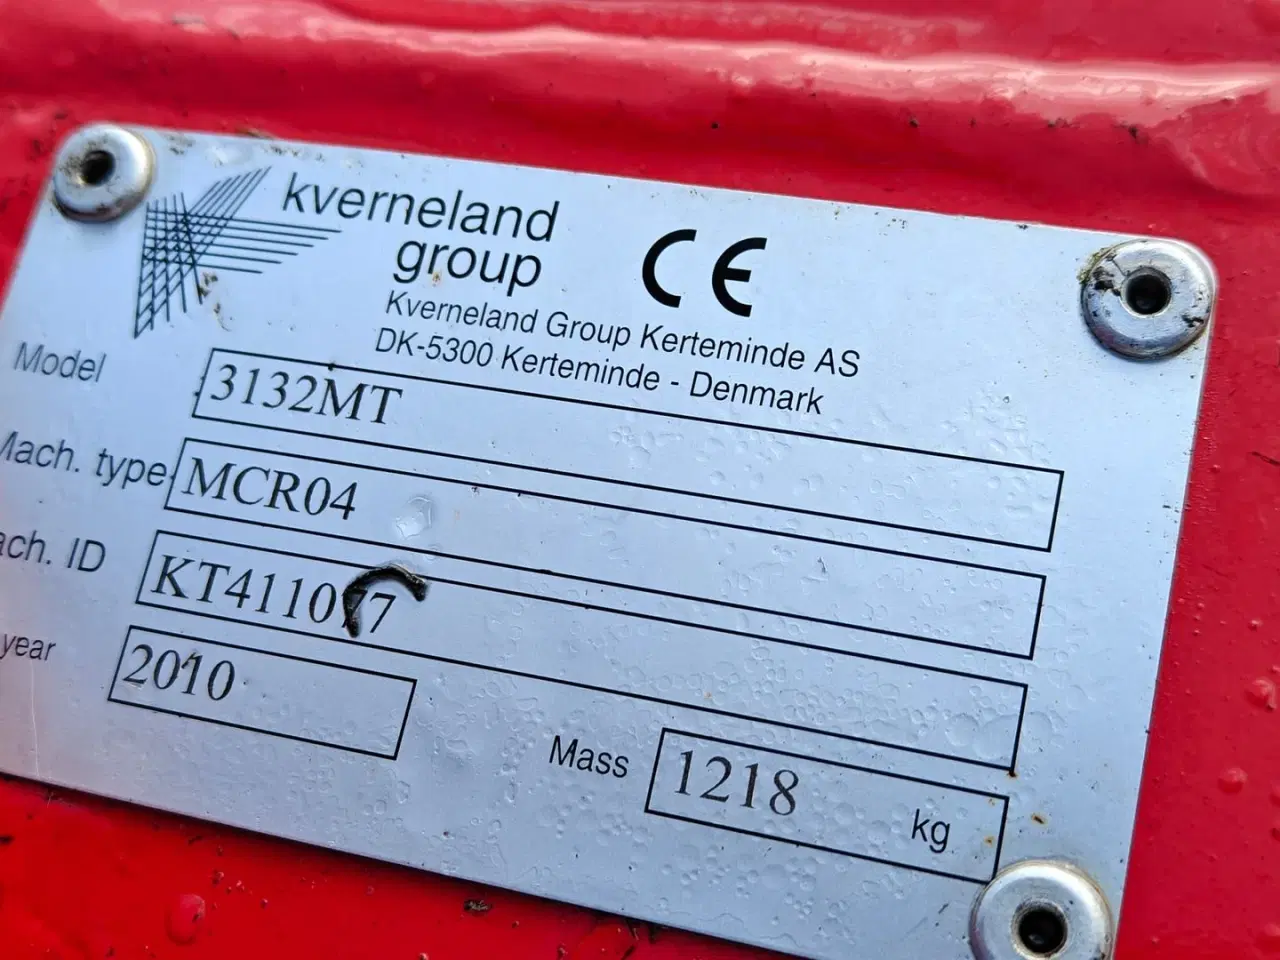 kverneland
group
CE
Kverneland Group Kerteminde AS
DK-5300 Kerteminde - Denmark
Model 3132MT
Mach. type MCR04
ach. ID
year 2010
Mass 1218 kg